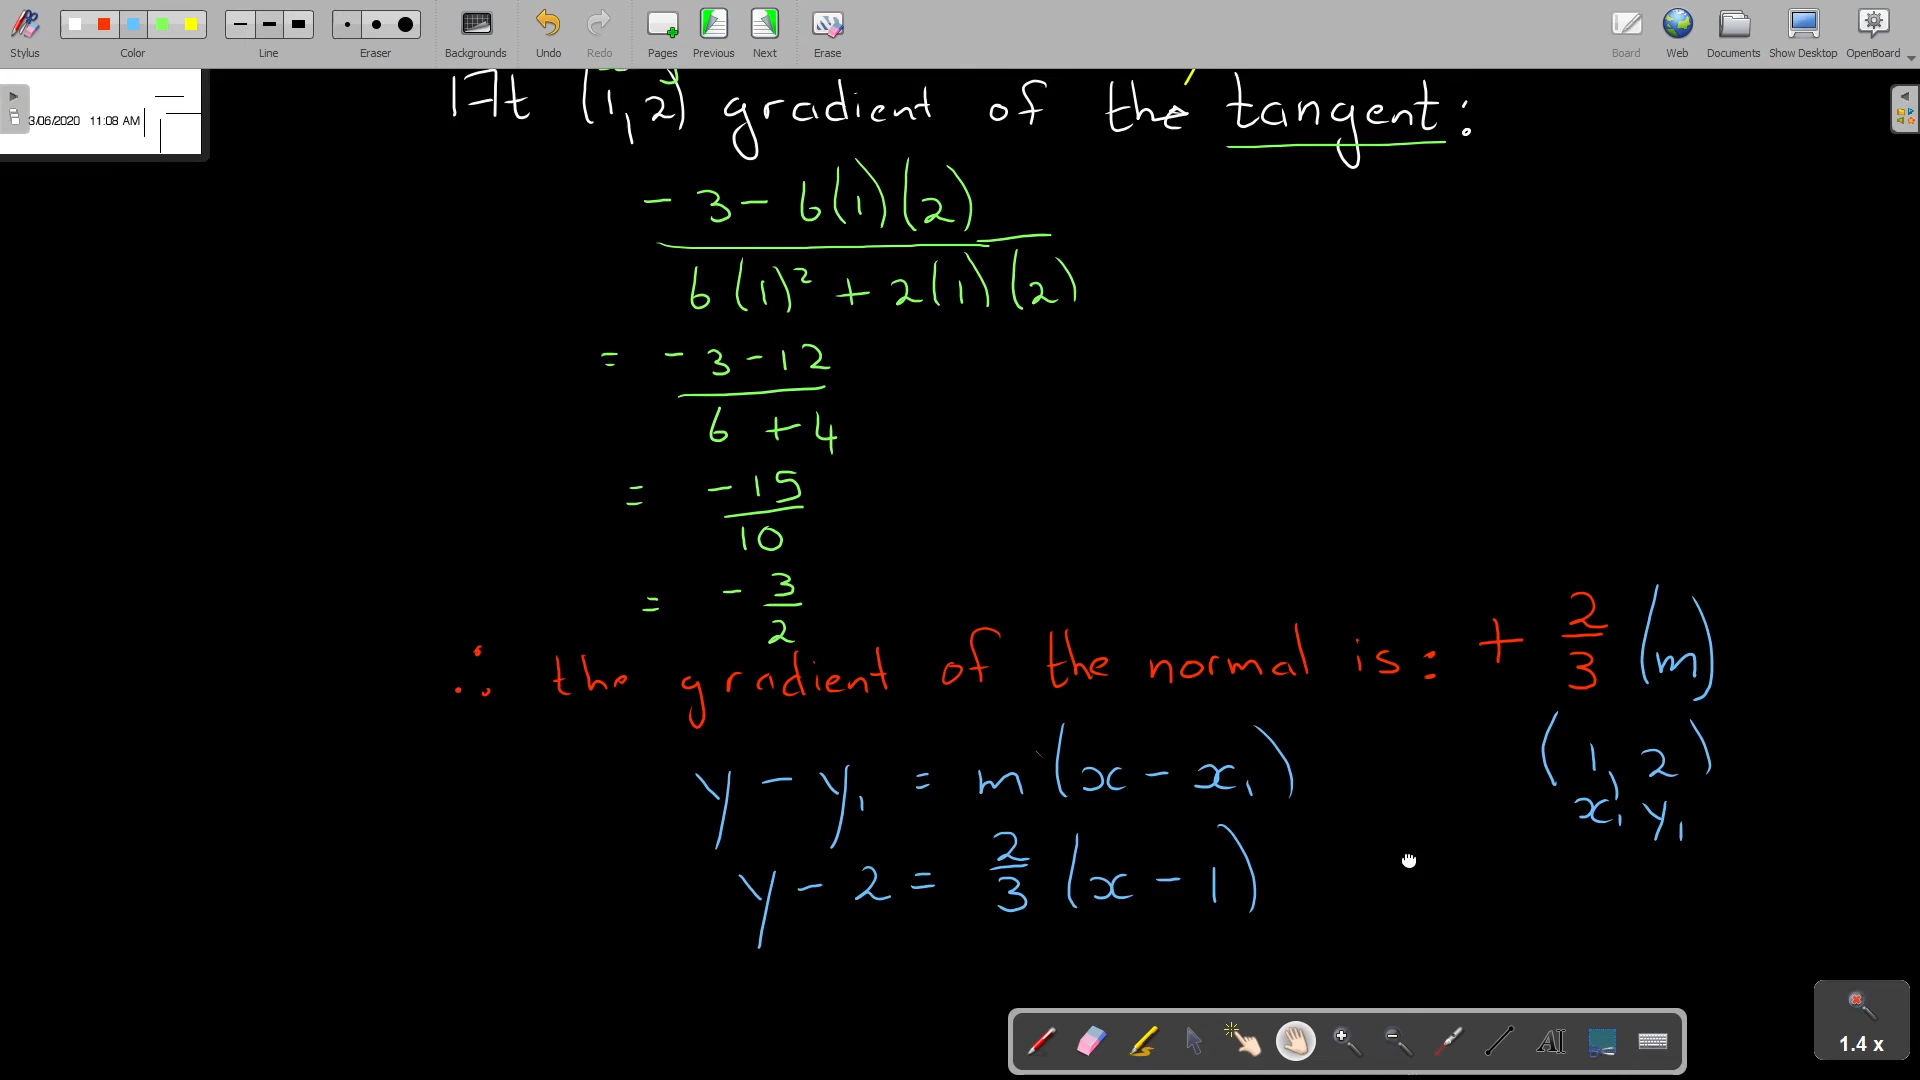 Stylus Color Line Eraser Backgrounds Undo Redo Pages Previous Next Erase Board Web Documents Show Desktop OpenBoard
3/06/2020 11:08 AM
At (1,2) gradient of the tangent:
-3-6(1)(2)
6(1)²+2(1)(2)
= -3-12
6+4
= -15
10
= -3
2
∴ the gradient of the normal is: + 2/3 (m)
y - y₁ = m(x - x₁)
(1, 2)
x₁ y₁
y - 2 = 2/3 (x - 1)
1.4 x